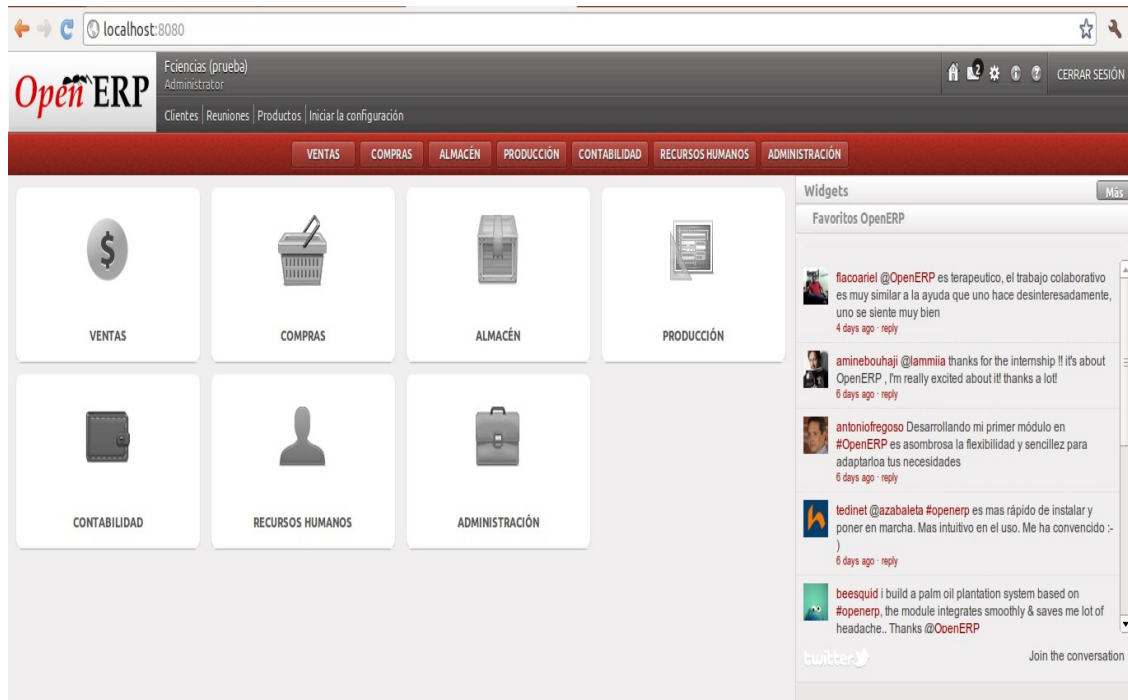 localhost:8080
OpenERP
Fciencias (prueba)
Administrator
2
CERRAR SESIÓN
Clientes | Reuniones | Productos | Iniciar la configuración
VENTAS COMPRAS ALMACÉN PRODUCCIÓN CONTABILIDAD RECURSOS HUMANOS ADMINISTRACIÓN
$
VENTAS
COMPRAS
ALMACÉN
PRODUCCIÓN
CONTABILIDAD
RECURSOS HUMANOS
ADMINISTRACIÓN
Widgets
Más
Favoritos OpenERP
flacoariel @OpenERP es terapeutico, el trabajo colaborativo
es muy similar a la ayuda que uno hace desinteresadamente,
uno se siente muy bien
4 days ago · reply
aminebouhaji @lammiia thanks for the internship !! it's about
OpenERP , I'm really excited about it! thanks a lot!
6 days ago · reply
antoniofregoso Desarrollando mi primer módulo en
#OpenERP es asombrosa la flexibilidad y sencillez para
adaptarloa tus necesidades
6 days ago · reply
tedinet @azabaleta #openerp es mas rápido de instalar y
poner en marcha. Mas intuitivo en el uso. Me ha convencido :-
)
6 days ago · reply
beesquid i build a palm oil plantation system based on
#openerp, the module integrates smoothly & saves me lot of
headache.. Thanks @OpenERP
twitter
Join the conversation